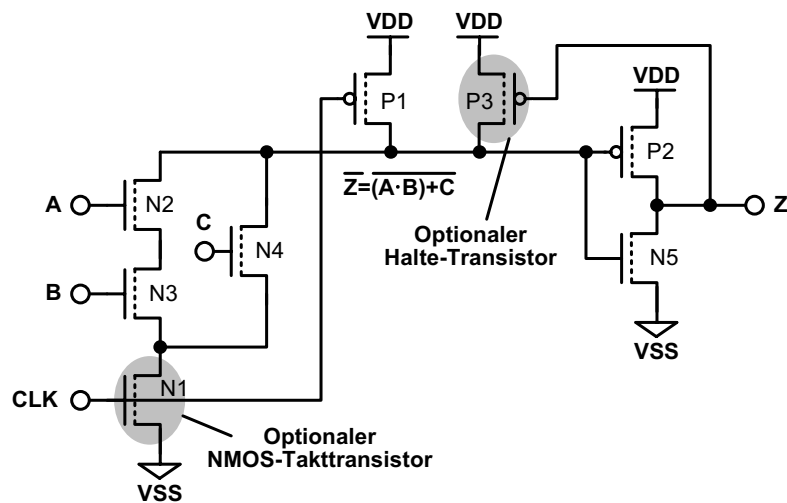 VDD
VDD
VDD
P1
P3
P2
Z=(A·B)+C
A
N2
C
N4
Z
Optionaler
Halte-Transistor
N5
B
N3
VSS
CLK
N1
Optionaler
NMOS-Takttransistor
VSS